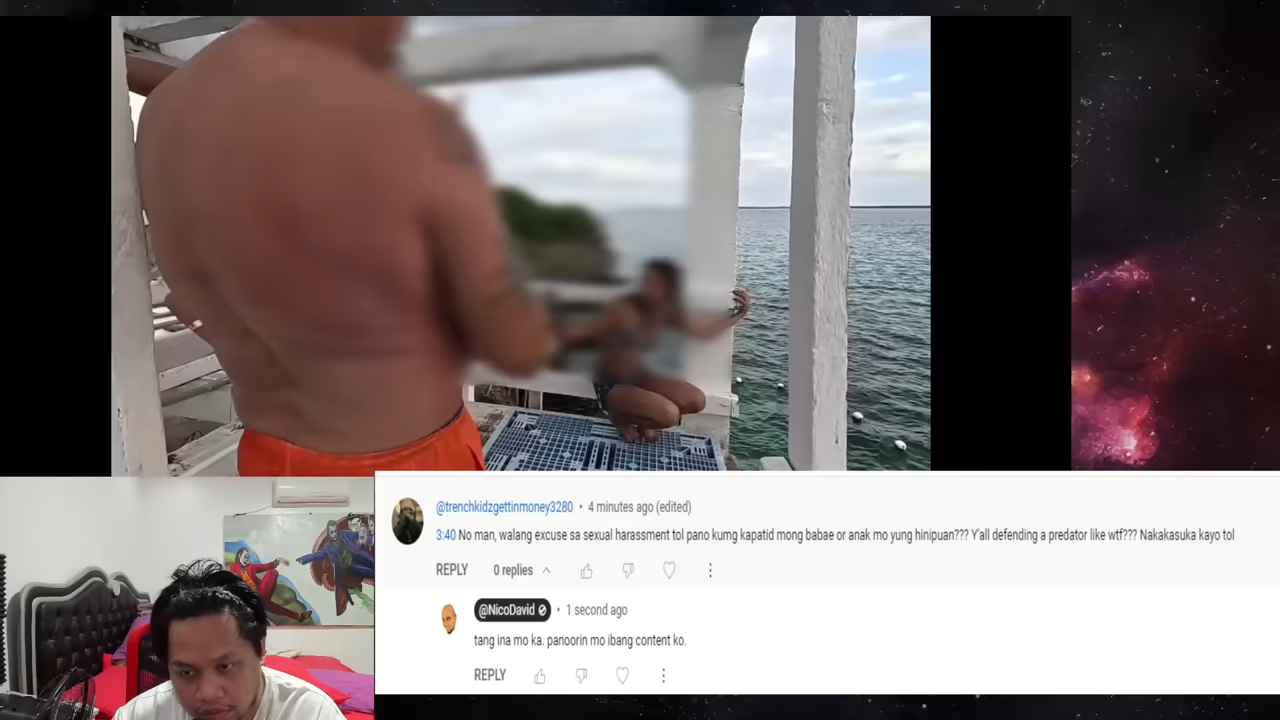 @trenchkidzgettinmoney3280 • 4 minutes ago (edited)
3:40 No man, walang excuse sa sexual harassment tol pano kumg kapatid mong babae or anak mo yung hinipuan??? Y'all defending a predator like wtf??? Nakakasuka kayo tol
REPLY 0 replies
@NicoDavid • 1 second ago
tang ina mo ka. panoorin mo ibang content ko.
REPLY